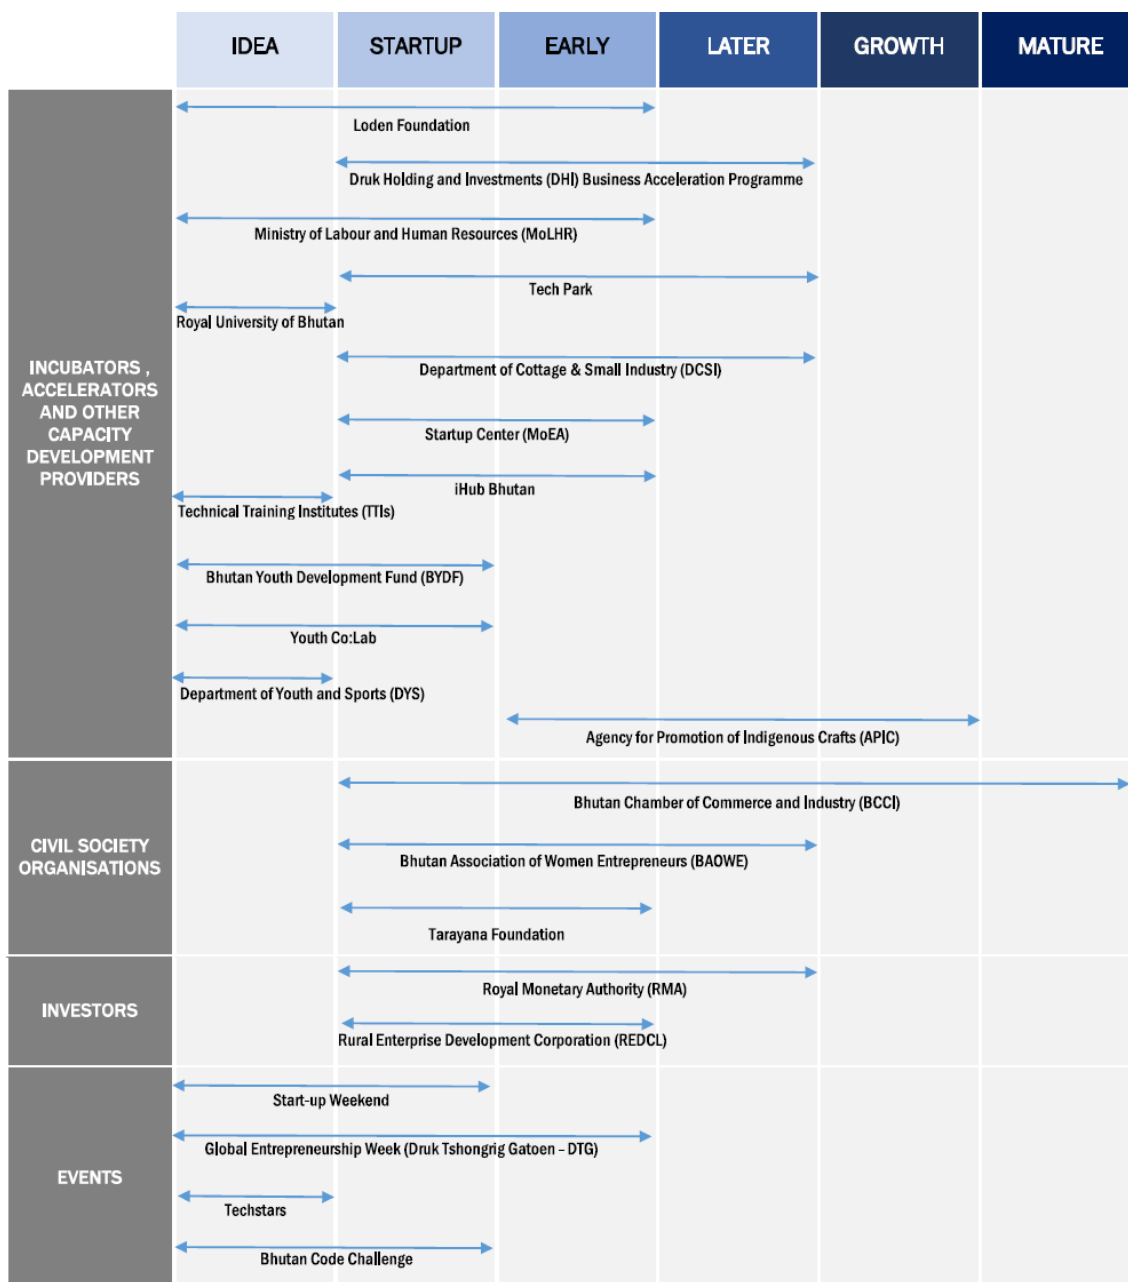 IDEA
STARTUP
EARLY
LATER
GROWTH
MATURE
INCUBATORS ,
ACCELERATORS
AND OTHER
CAPACITY
DEVELOPMENT
PROVIDERS
Loden Foundation
Druk Holding and Investments (DHI) Business Acceleration Programme
Ministry of Labour and Human Resources (MoLHR)
Tech Park
Royal University of Bhutan
Department of Cottage & Small Industry (DCSI)
Startup Center (MoEA)
iHub Bhutan
Technical Training Institutes (TTIs)
Bhutan Youth Development Fund (BYDF)
Youth Co:Lab
Department of Youth and Sports (DYS)
Agency for Promotion of Indigenous Crafts (APIC)
CIVIL SOCIETY
ORGANISATIONS
Bhutan Chamber of Commerce and Industry (BCCI)
Bhutan Association of Women Entrepreneurs (BAOWE)
Tarayana Foundation
INVESTORS
Royal Monetary Authority (RMA)
Rural Enterprise Development Corporation (REDCL)
EVENTS
Start-up Weekend
Global Entrepreneurship Week (Druk Tshongrig Gatoen – DTG)
Techstars
Bhutan Code Challenge